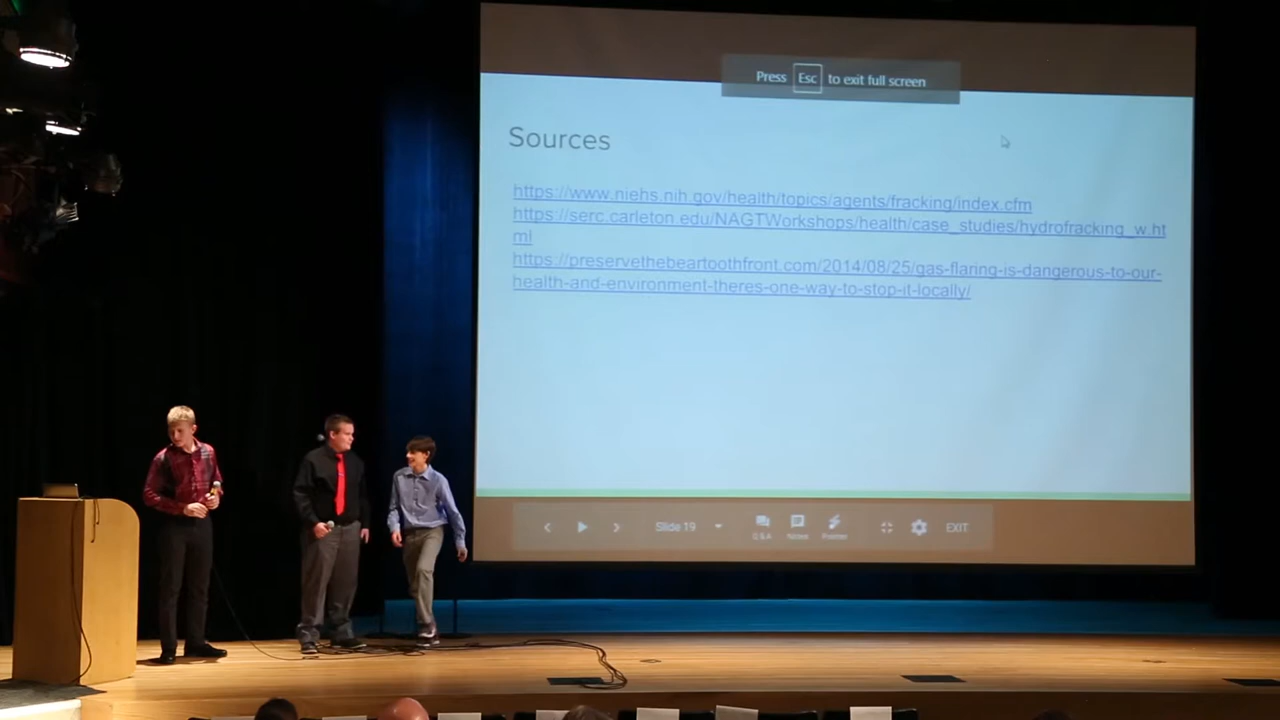 Press Esc to exit full screen
Sources
https://www.niehs.nih.gov/health/topics/agents/fracking/index.cfm
https://serc.carleton.edu/NAGTWorkshops/health/case_studies/hydrofracking_w.ht
ml
https://preservethebeartoothfront.com/2014/08/25/gas-flaring-is-dangerous-to-our-
health-and-environment-theres-one-way-to-stop-it-locally/
Slide 19 EXIT
Q&A Notes Pointer